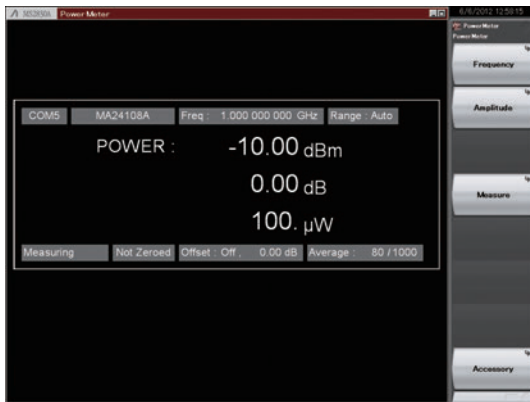 MS2830A Power Meter
6/6/2012 12:58:15
Power Meter
Power Meter
Frequency
Amplitude
COM5 MA24108A Freq : 1.000 000 000 GHz Range : Auto
POWER : -10.00 dBm
0.00 dB
100. µW
Measure
Measuring Not Zeroed Offset : Off , 0.00 dB Average : 80 / 1000
Accessory